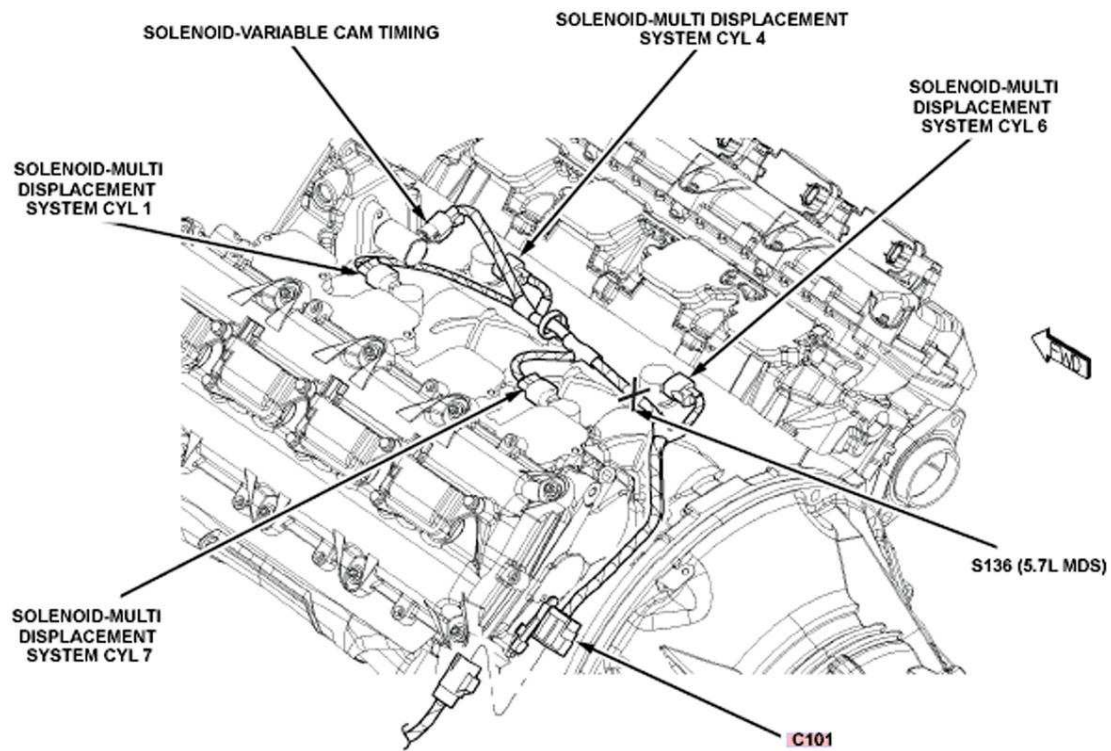 SOLENOID-VARIABLE CAM TIMING
SOLENOID-MULTI DISPLACEMENT
SYSTEM CYL 4
SOLENOID-MULTI
DISPLACEMENT
SYSTEM CYL 6
SOLENOID-MULTI
DISPLACEMENT
SYSTEM CYL 1
FWD
S136 (5.7L MDS)
SOLENOID-MULTI
DISPLACEMENT
SYSTEM CYL 7
C101